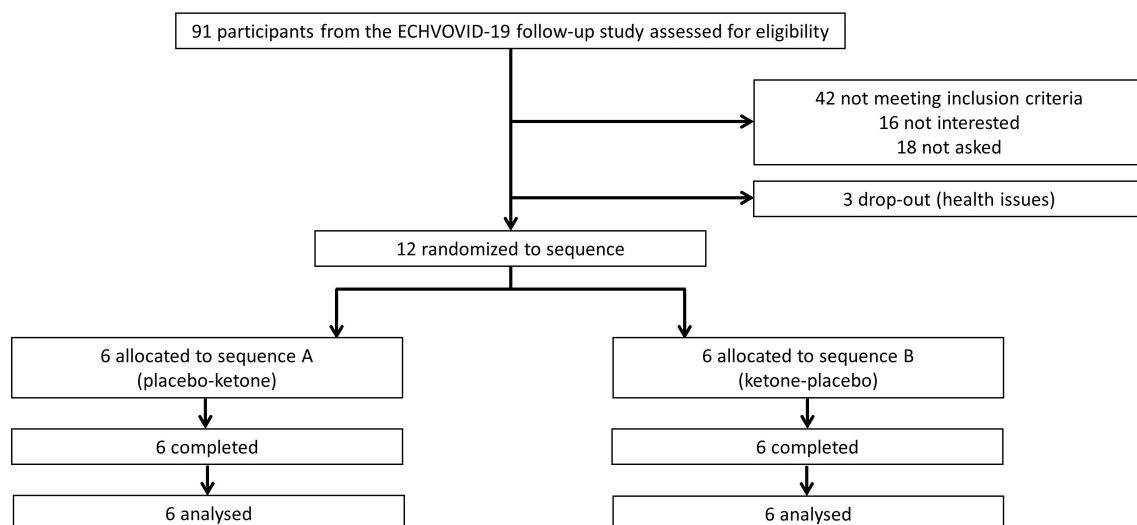 91 participants from the ECHVOVID-19 follow-up study assessed for eligibility
42 not meeting inclusion criteria
16 not interested
18 not asked
3 drop-out (health issues)
12 randomized to sequence
6 allocated to sequence A
(placebo-ketone)
6 allocated to sequence B
(ketone-placebo)
6 completed
6 completed
6 analysed
6 analysed